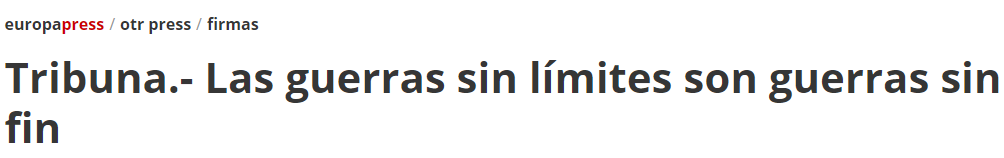 europapress / otr press / firmas
Tribuna.- Las guerras sin límites son guerras sin
fin